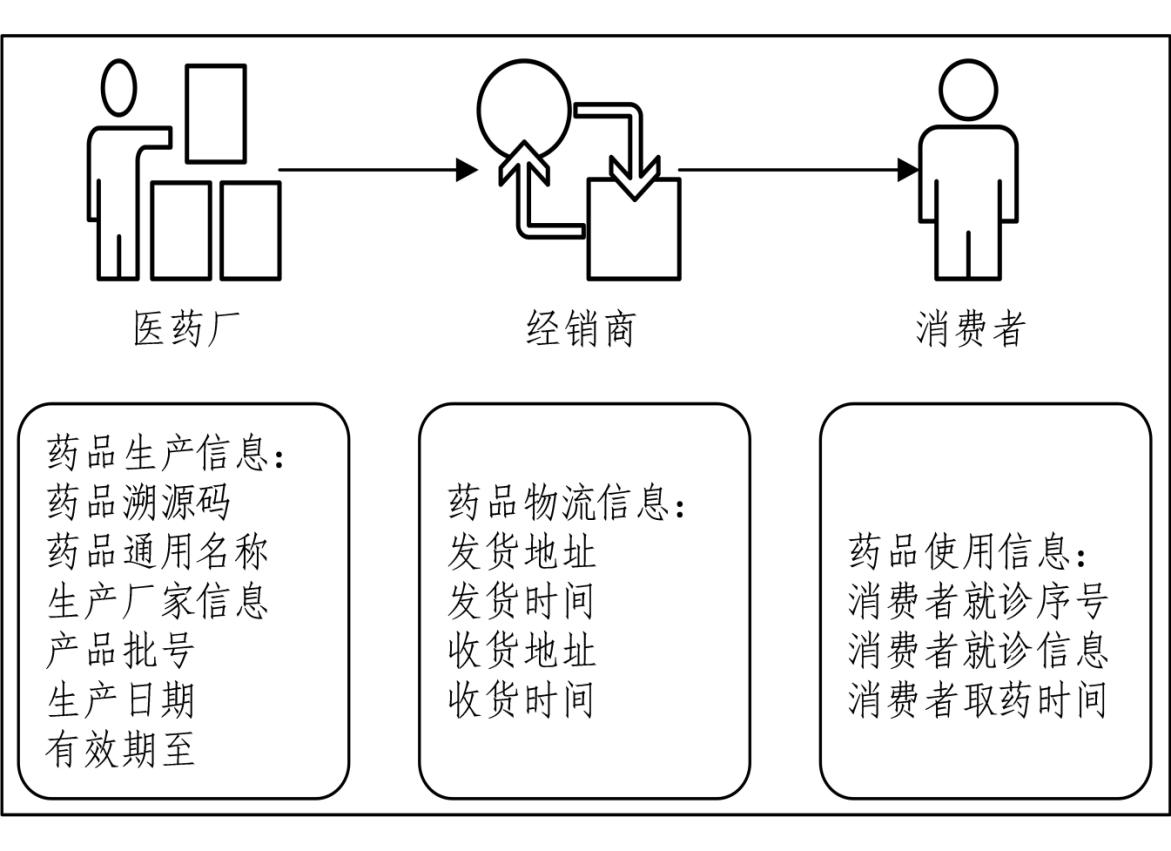 医药厂
经销商
消费者
药品生产信息：
药品溯源码
药品通用名称
生产厂家信息
产品批号
生产日期
有效期至
药品物流信息：
发货地址
发货时间
收货地址
收货时间
药品使用信息：
消费者就诊序号
消费者就诊信息
消费者取药时间